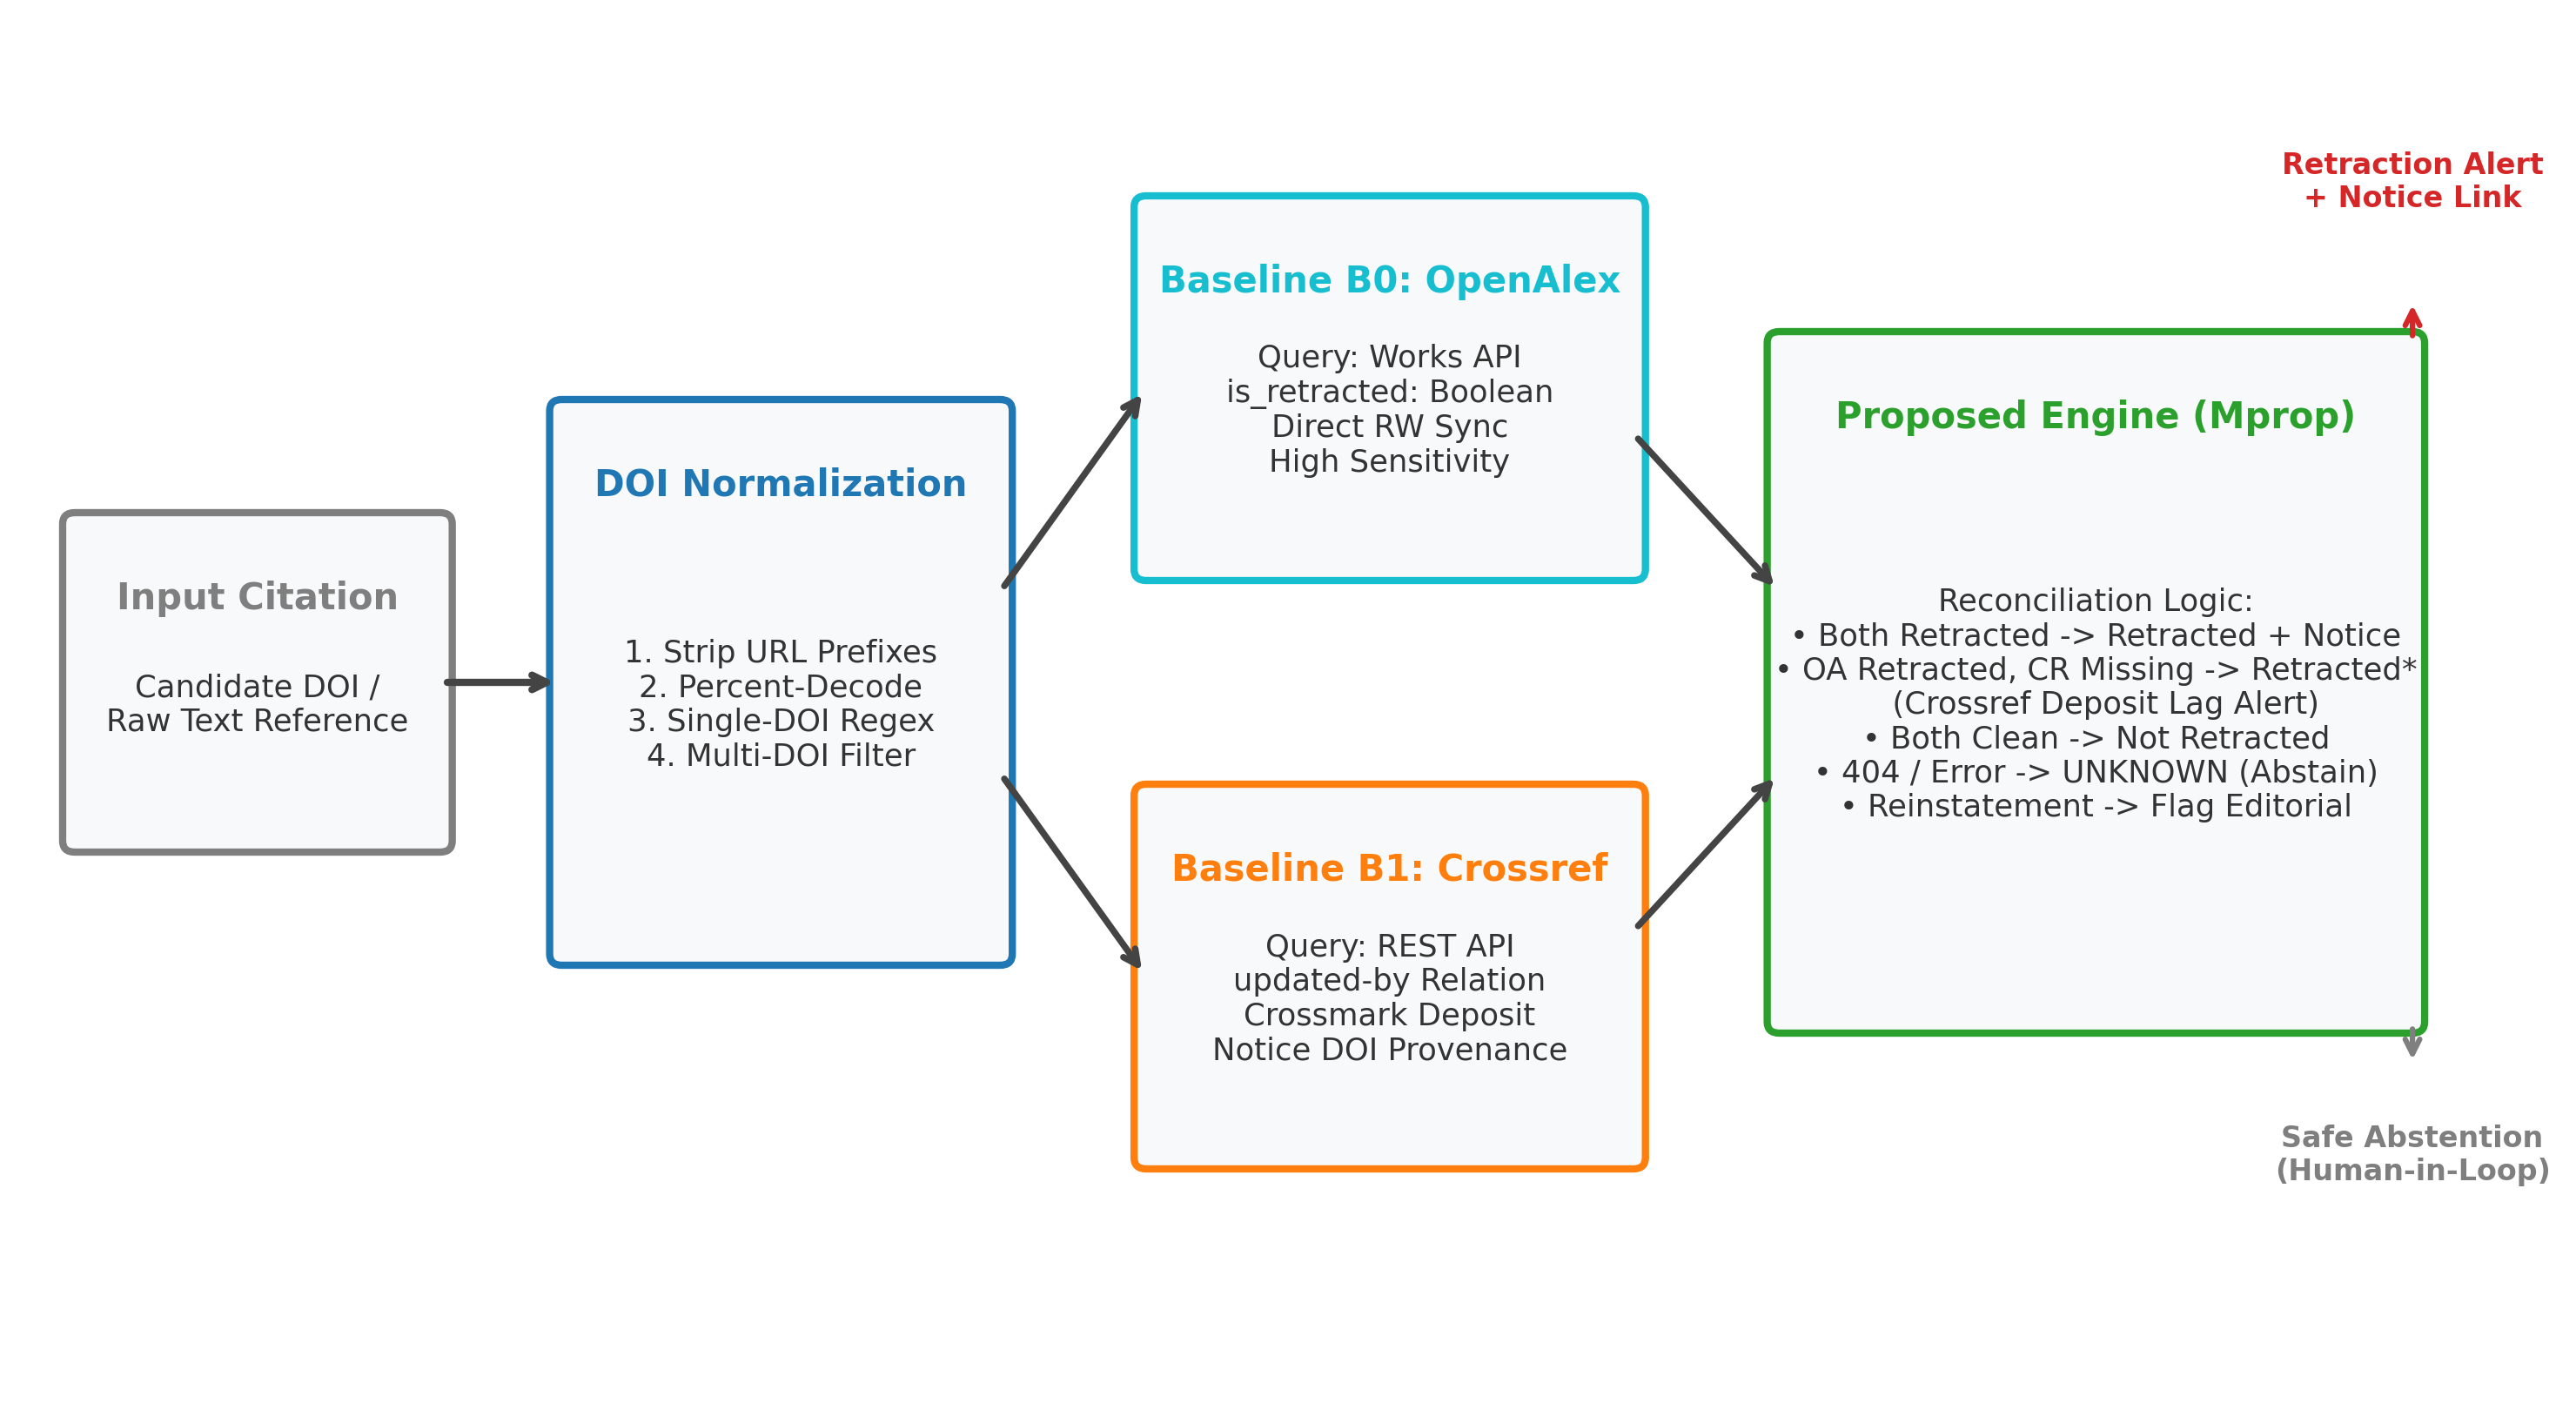 Input Citation
Candidate DOI /
Raw Text Reference
DOI Normalization
1. Strip URL Prefixes
2. Percent-Decode
3. Single-DOI Regex
4. Multi-DOI Filter
Baseline B0: OpenAlex
Query: Works API
is_retracted: Boolean
Direct RW Sync
High Sensitivity
Baseline B1: Crossref
Query: REST API
updated-by Relation
Crossmark Deposit
Notice DOI Provenance
Proposed Engine (Mprop)
Reconciliation Logic:
• Both Retracted -> Retracted + Notice
• OA Retracted, CR Missing -> Retracted*
(Crossref Deposit Lag Alert)
• Both Clean -> Not Retracted
• 404 / Error -> UNKNOWN (Abstain)
• Reinstatement -> Flag Editorial
Retraction Alert
+ Notice Link
Safe Abstention
(Human-in-Loop)